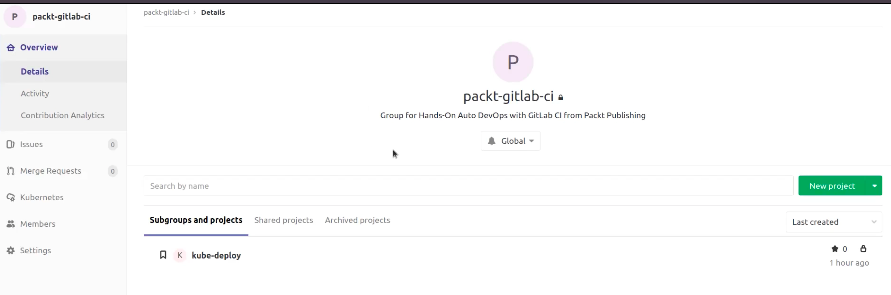 P packt-gitlab-ci
packt-gitlab-ci › Details
Overview
Details
Activity
Contribution Analytics
Issues 0
Merge Requests 0
Kubernetes
Members
Settings
P
packt-gitlab-ci
Group for Hands-On Auto DevOps with GitLab CI from Packt Publishing
Global
Search by name
New project
Subgroups and projects Shared projects Archived projects
Last created
K kube-deploy
0
1 hour ago